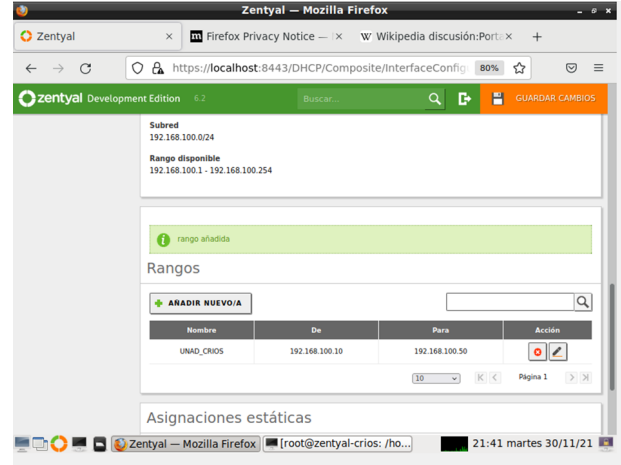 Zentyal — Mozilla Firefox
Zentyal
Firefox Privacy Notice —
Wikipedia discusión:Porta
https://localhost:8443/DHCP/Composite/InterfaceConfig
80%
zentyal Development Edition 6.2
Buscar...
GUARDAR CAMBIOS
Subred
192.168.100.0/24
Rango disponible
192.168.100.1 - 192.168.100.254
rango añadida
Rangos
AÑADIR NUEVO/A
Nombre De Para Acción
UNAD_CRIOS 192.168.100.10 192.168.100.50
10 Página 1
Asignaciones estáticas
Zentyal — Mozilla Firefox [root@zentyal-crios: /ho... 21:41 martes 30/11/21